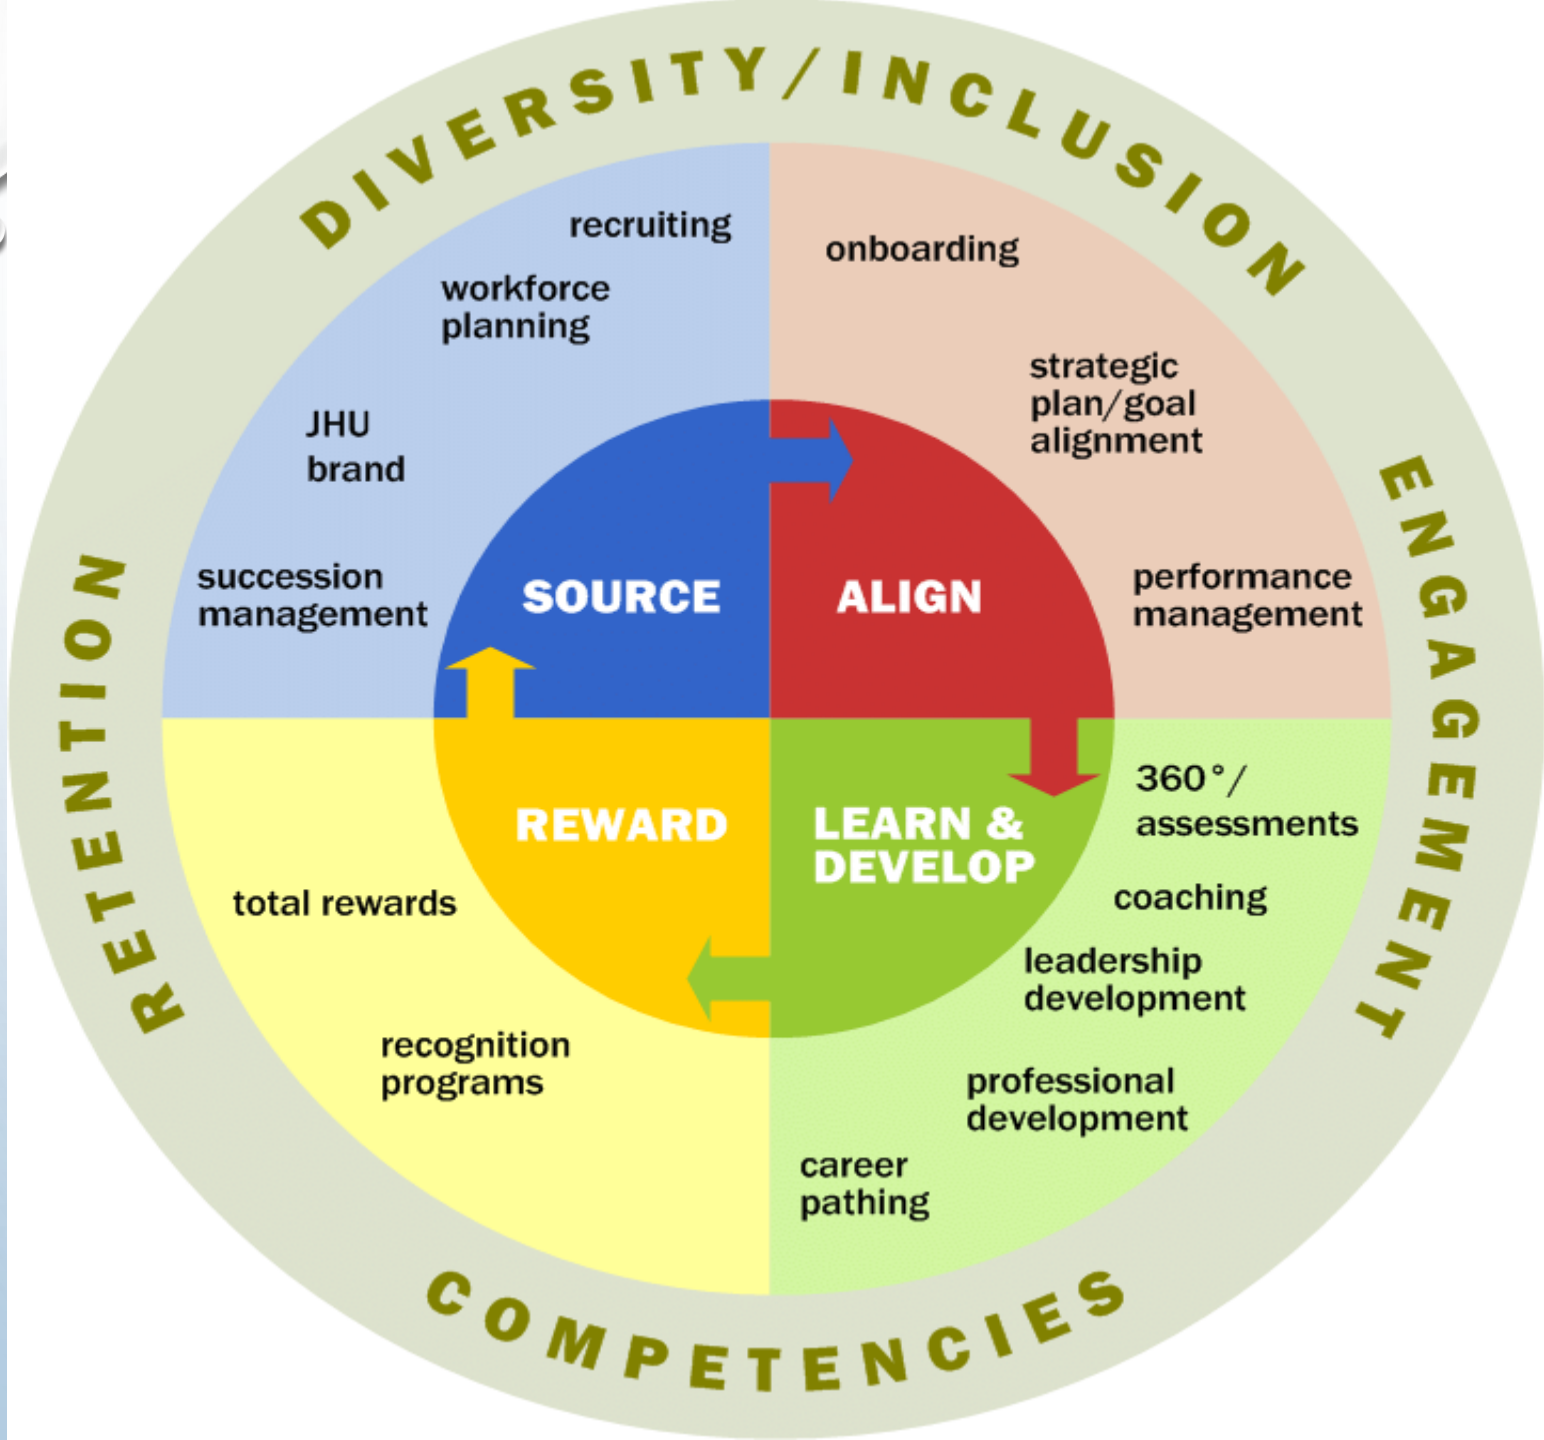 DIVERSITY/INCLUSION
recruiting
workforce
planning
JHU
brand
succession
management
SOURCE
onboarding
strategic
plan/goal
alignment
performance
management
ALIGN
ENGAGEMENT
360°/
assessments
coaching
leadership
development
professional
development
career
pathing
LEARN &
DEVELOP
REWARD
total rewards
recognition
programs
RETENTION
COMPETENCIES